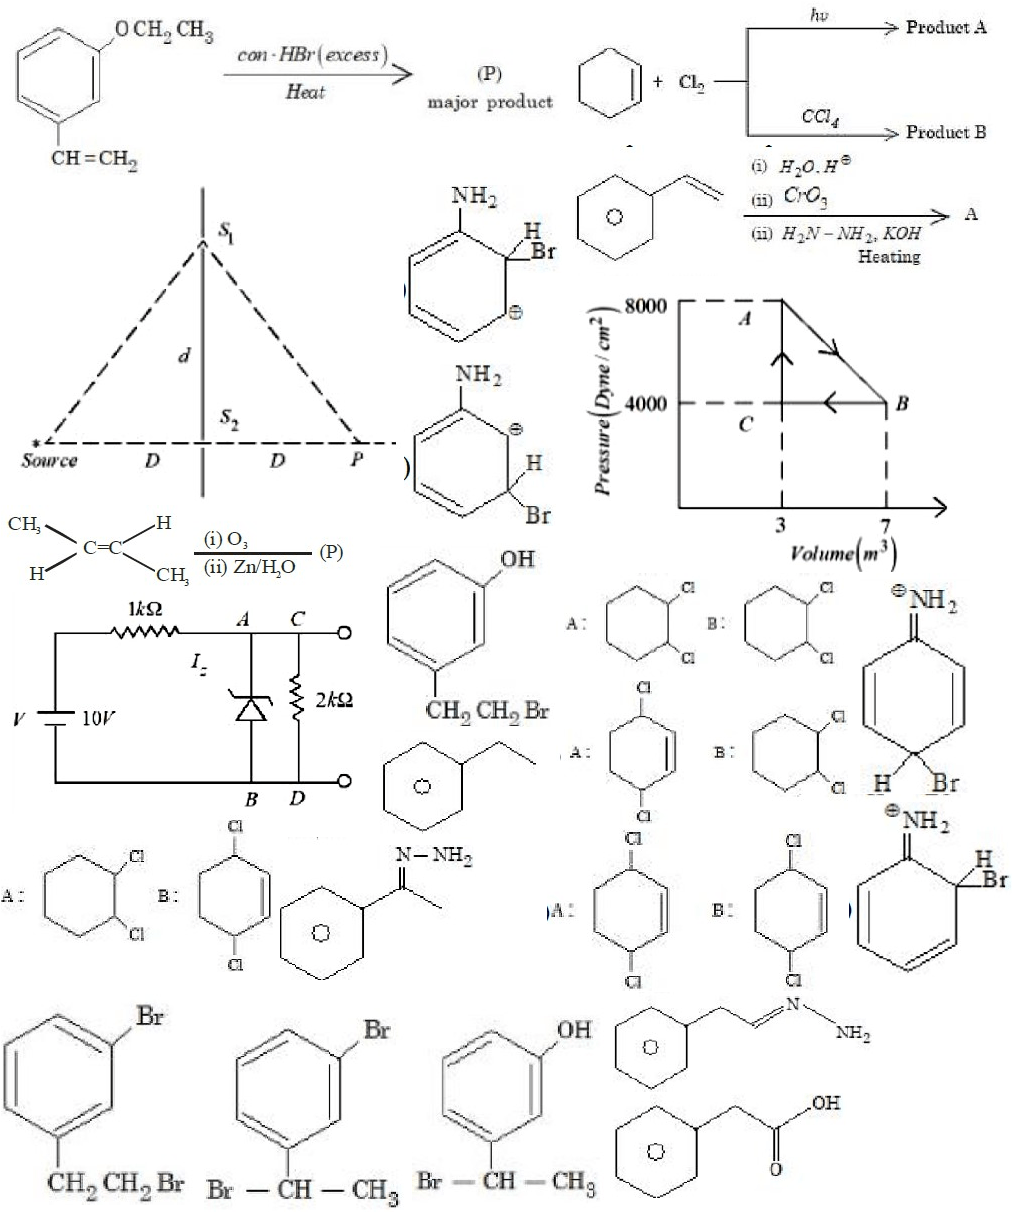 OCH₂CH₃
con·HBr(excess)
Heat
(P)
major product
CH=CH₂
+ Cl₂
hν
Product A
CCl₄
Product B
(i) H₂O.H⊕
(ii) CrO₃
(ii) H₂N–NH₂, KOH
Heating
A
S₁
d
S₂
* Source
D
D
P
NH₂
H
Br
⊕
)
NH₂
⊕
H
Br
)
Pressure(Dyne/cm²)
8000
4000
A
B
C
3
7
Volume(m³)
CH₃
H
C=C
H
CH₃
(i) O₃
(ii) Zn/H₂O
(P)
1kΩ
A
C
I_z
V
10V
2kΩ
B
D
OH
CH₂CH₂Br
A:
Cl
Cl
B:
Cl
Cl
⊕NH₂
H
Br
A:
Cl
Cl
B:
Cl
Cl
A:
Cl
Cl
B:
Cl
Cl
N–NH₂
)A:
Cl
Cl
B:
Cl
Cl
)
⊕NH₂
H
Br
Br
CH₂CH₂Br
Br
Br – CH – CH₃
OH
Br – CH – CH₃
N
NH₂
OH
O